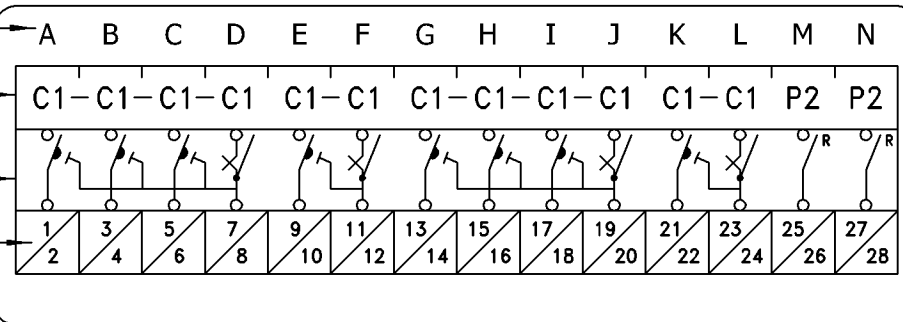 A B C D E F G H I J K L M N
C1-C1-C1-C1 C1-C1 C1-C1-C1-C1 C1-C1 P2 P2
R R
1 3 5 7 9 11 13 15 17 19 21 23 25 27
2 4 6 8 10 12 14 16 18 20 22 24 26 28